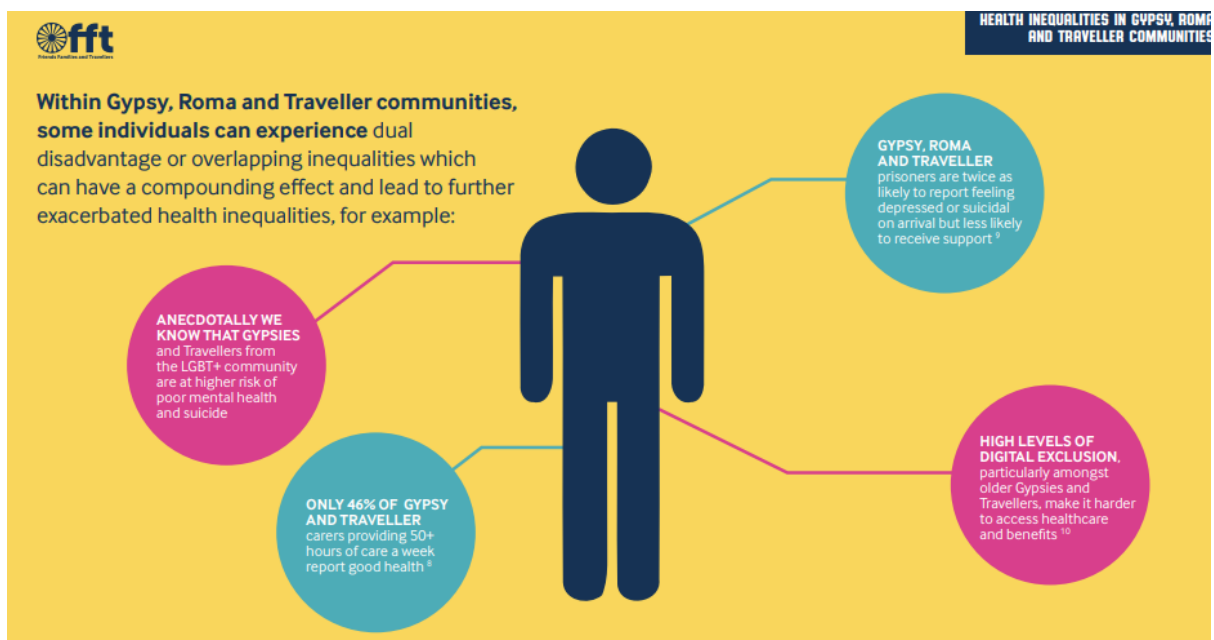 fft
Friends Families and Travellers
HEALTH INEQUALITIES IN GYPSY, ROMA
AND TRAVELLER COMMUNITIES
Within Gypsy, Roma and Traveller communities,
some individuals can experience dual
disadvantage or overlapping inequalities which
can have a compounding effect and lead to further
exacerbated health inequalities, for example:
GYPSY, ROMA
AND TRAVELLER
prisoners are twice as
likely to report feeling
depressed or suicidal
on arrival but less likely
to receive support 9
ANECDOTALLY WE
KNOW THAT GYPSIES
and Travellers from
the LGBT+ community
are at higher risk of
poor mental health
and suicide
ONLY 46% OF GYPSY
AND TRAVELLER
carers providing 50+
hours of care a week
report good health 8
HIGH LEVELS OF
DIGITAL EXCLUSION,
particularly amongst
older Gypsies and
Travellers, make it harder
to access healthcare
and benefits 10